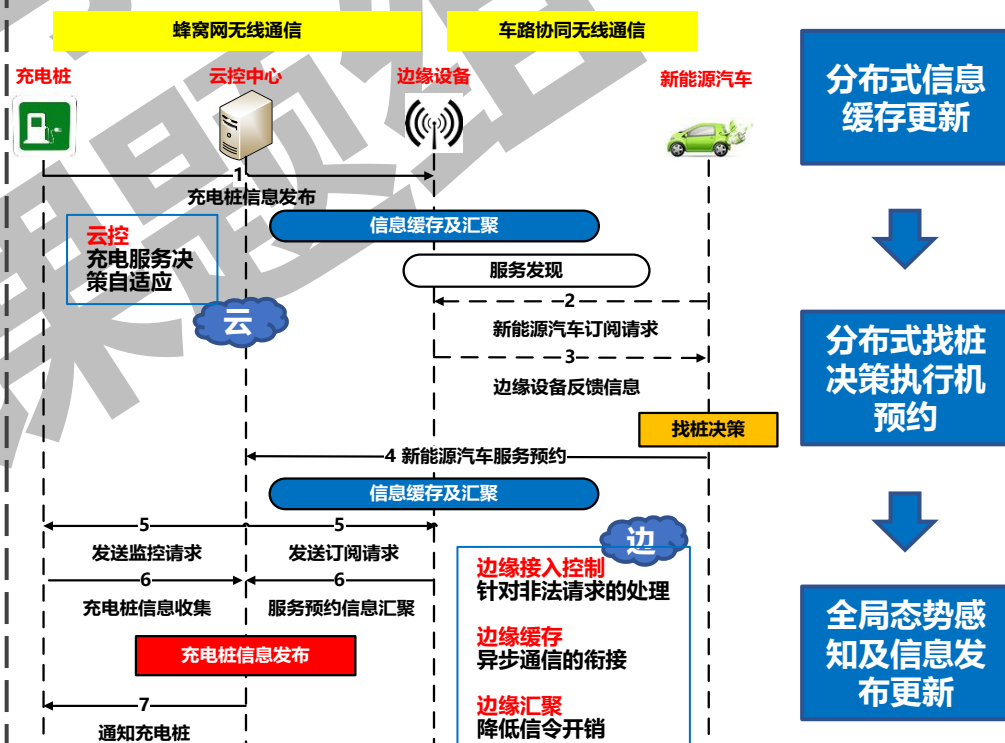 蜂窝网无线通信
车路协同无线通信
充电桩
云控中心
边缘设备
新能源汽车
分布式信息
缓存更新
1
充电桩信息发布
信息缓存及汇聚
云控
充电服务决
策自适应
服务发现
云
2
新能源汽车订阅请求
3
边缘设备反馈信息
分布式找桩
决策执行机
预约
找桩决策
4 新能源汽车服务预约
信息缓存及汇聚
5
5
发送监控请求
发送订阅请求
6
6
充电桩信息收集
服务预约信息汇聚
边
边缘接入控制
针对非法请求的处理
边缘缓存
异步通信的衔接
边缘汇聚
降低信令开销
充电桩信息发布
7
通知充电桩
全局态势感
知及信息发
布更新
课题组